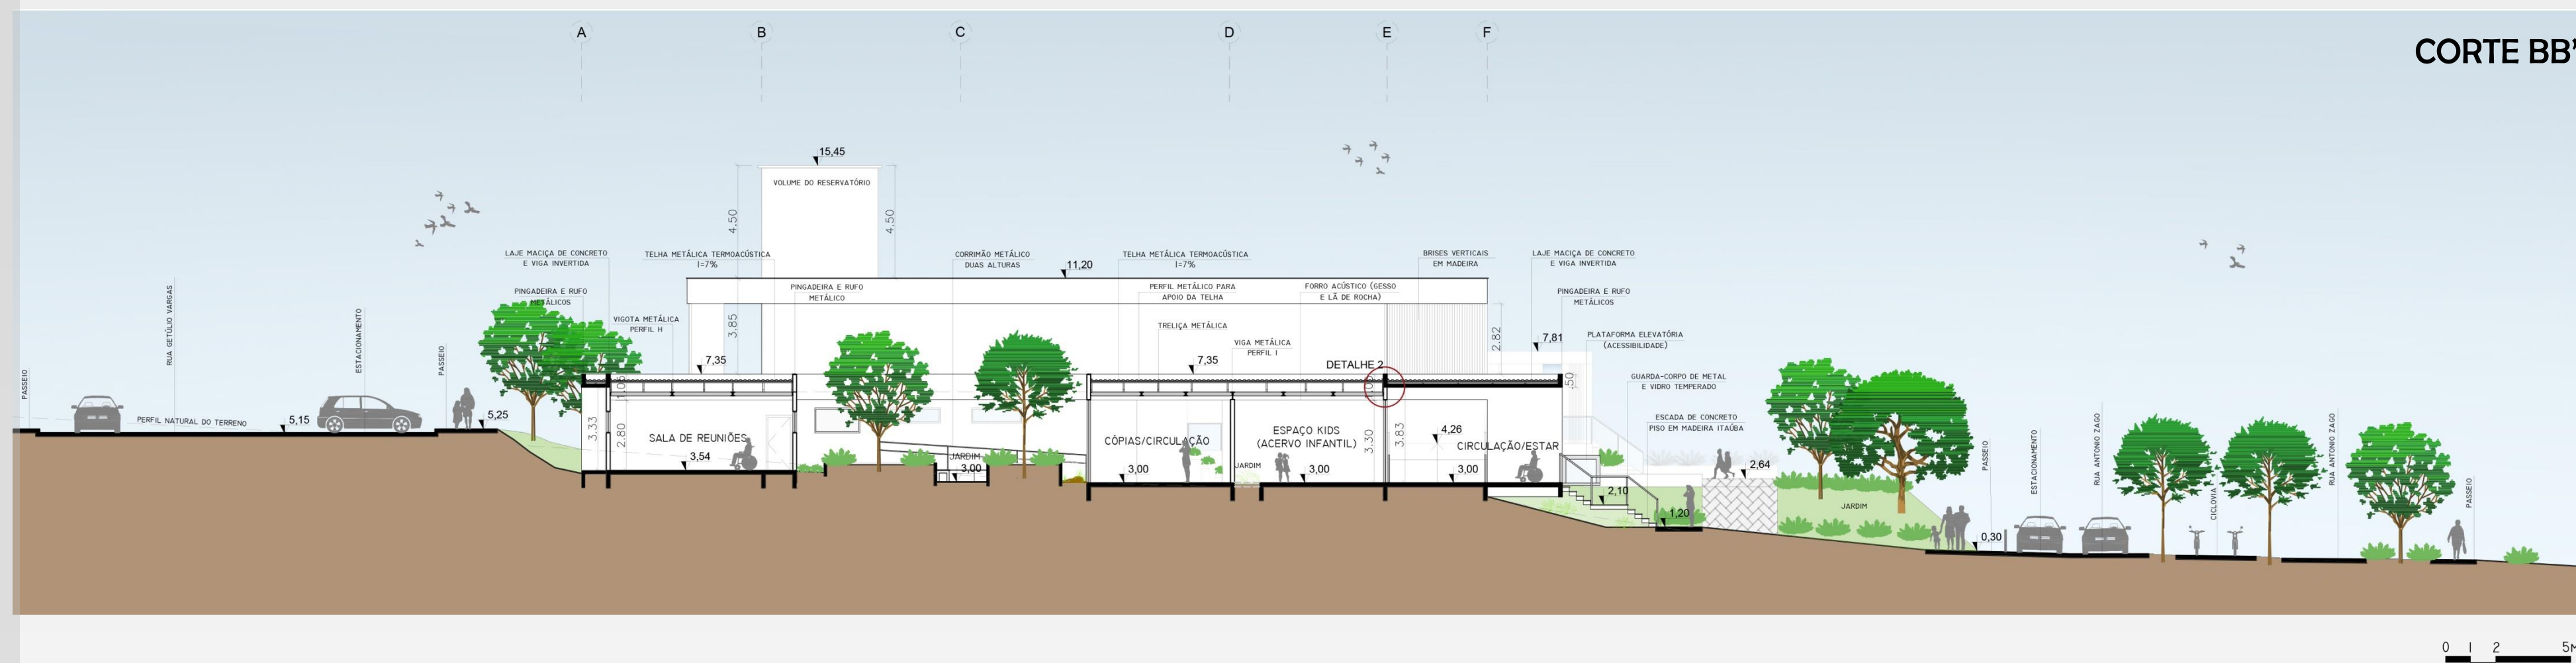 A
B
C
D
E
F
CORTE BB'
15,45
VOLUME DO RESERVATÓRIO
4.50
4.50
LAJE MACIÇA DE CONCRETO
E VIGA INVERTIDA
TELHA METÁLICA TERMOACÚSTICA
I=7%
CORRIMÃO METÁLICO
DUAS ALTURAS
11,20
TELHA METÁLICA TERMOACÚSTICA
I=7%
BRISES VERTICAIS
EM MADEIRA
LAJE MACIÇA DE CONCRETO
E VIGA INVERTIDA
PINGADEIRA E RUFO
METÁLICOS
PINGADEIRA E RUFO
METÁLICO
PERFIL METÁLICO PARA
APOIO DA TELHA
FORRO ACÚSTICO (GESSO
E LÃ DE ROCHA)
PINGADEIRA E RUFO
METÁLICOS
VIGOTA METÁLICA
PERFIL H
3.85
TRELIÇA METÁLICA
VIGA METÁLICA
PERFIL I
2.82
7,81
PLATAFORMA ELEVATÓRIA
(ACESSIBILIDADE)
7,35
7,35
DETALHE 2
.50
GUARDA-CORPO DE METAL
E VIDRO TEMPERADO
ESCADA DE CONCRETO
PISO EM MADEIRA ITAÚBA
PASSEIO
RUA GETÚLIO VARGAS
ESTACIONAMENTO
PASSEIO
PERFIL NATURAL DO TERRENO
5,15
5,25
3.33
2.80
SALA DE REUNIÕES
3,54
JARDIM
3,00
CÓPIAS/CIRCULAÇÃO
3,00
JARDIM
ESPAÇO KIDS
(ACERVO INFANTIL)
3,00
3.30
3.83
4,26
CIRCULAÇÃO/ESTAR
3,00
2,10
1,20
2,64
JARDIM
0,30
PASSEIO
ESTACIONAMENTO
RUA ANTONIO ZAGO
CICLOVIA
RUA ANTONIO ZAGO
PASSEIO
0 1 2 5M